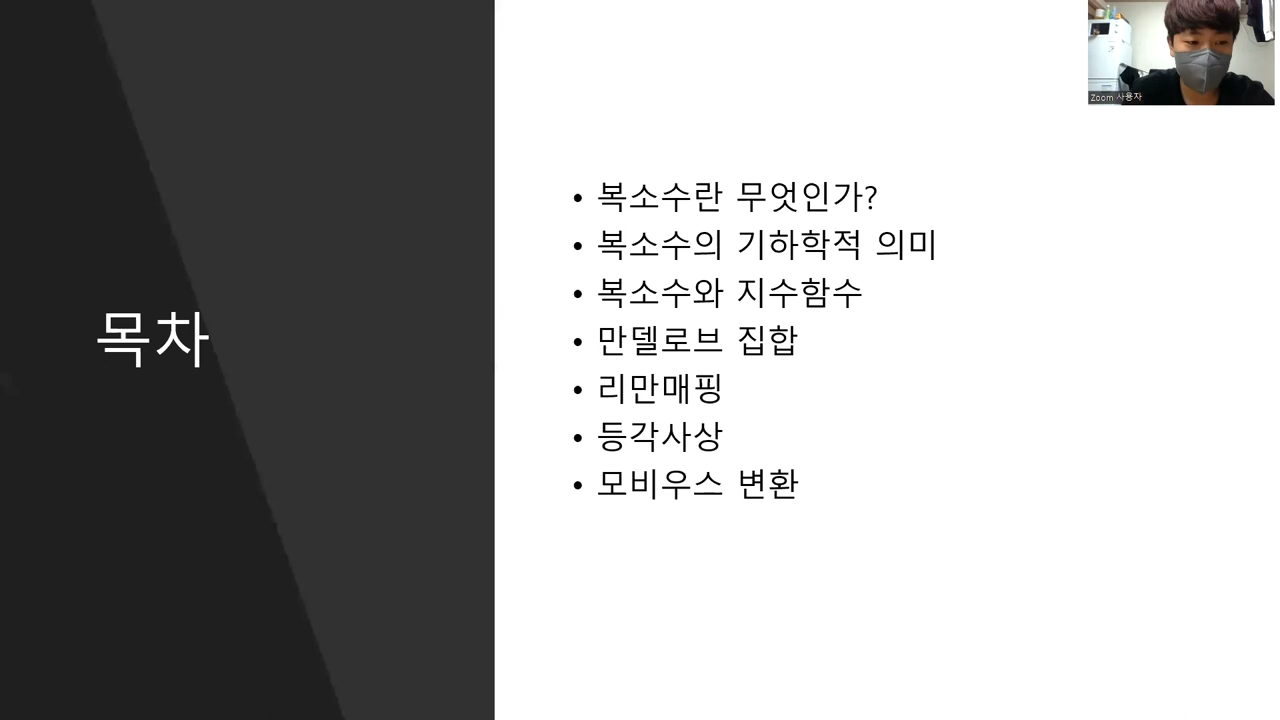 목차
• 복소수란 무엇인가?
• 복소수의 기하학적 의미
• 복소수와 지수함수
• 만델로브 집합
• 리만매핑
• 등각사상
• 모비우스 변환
Zoom 사용자